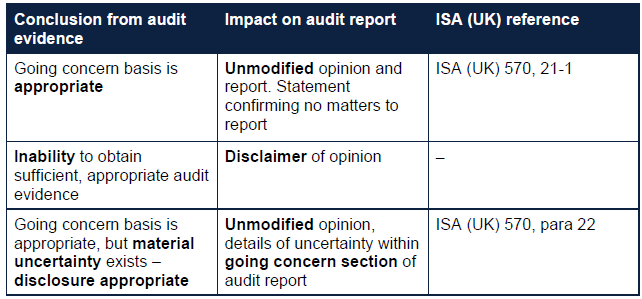 Conclusion from audit evidence
Impact on audit report
ISA (UK) reference
Going concern basis is
appropriate
Unmodified opinion and
report. Statement
confirming no matters to
report
ISA (UK) 570, 21-1
Inability to obtain
sufficient, appropriate audit
evidence
Disclaimer of opinion
–
Going concern basis is
appropriate, but material
uncertainty exists –
disclosure appropriate
Unmodified opinion,
details of uncertainty within
going concern section of
audit report
ISA (UK) 570, para 22